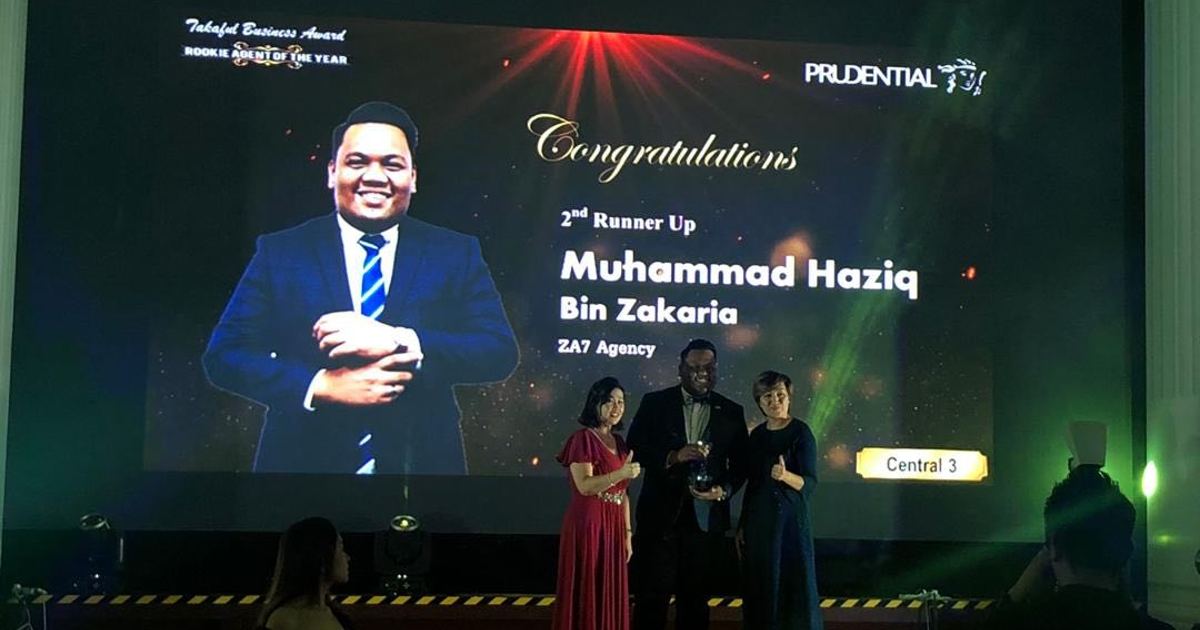 Takaful Business Award
ROOKIE AGENT OF THE YEAR
PRUDENTIAL
Congratulations
2nd Runner Up
Muhammad Haziq
Bin Zakaria
ZA7 Agency
Central 3